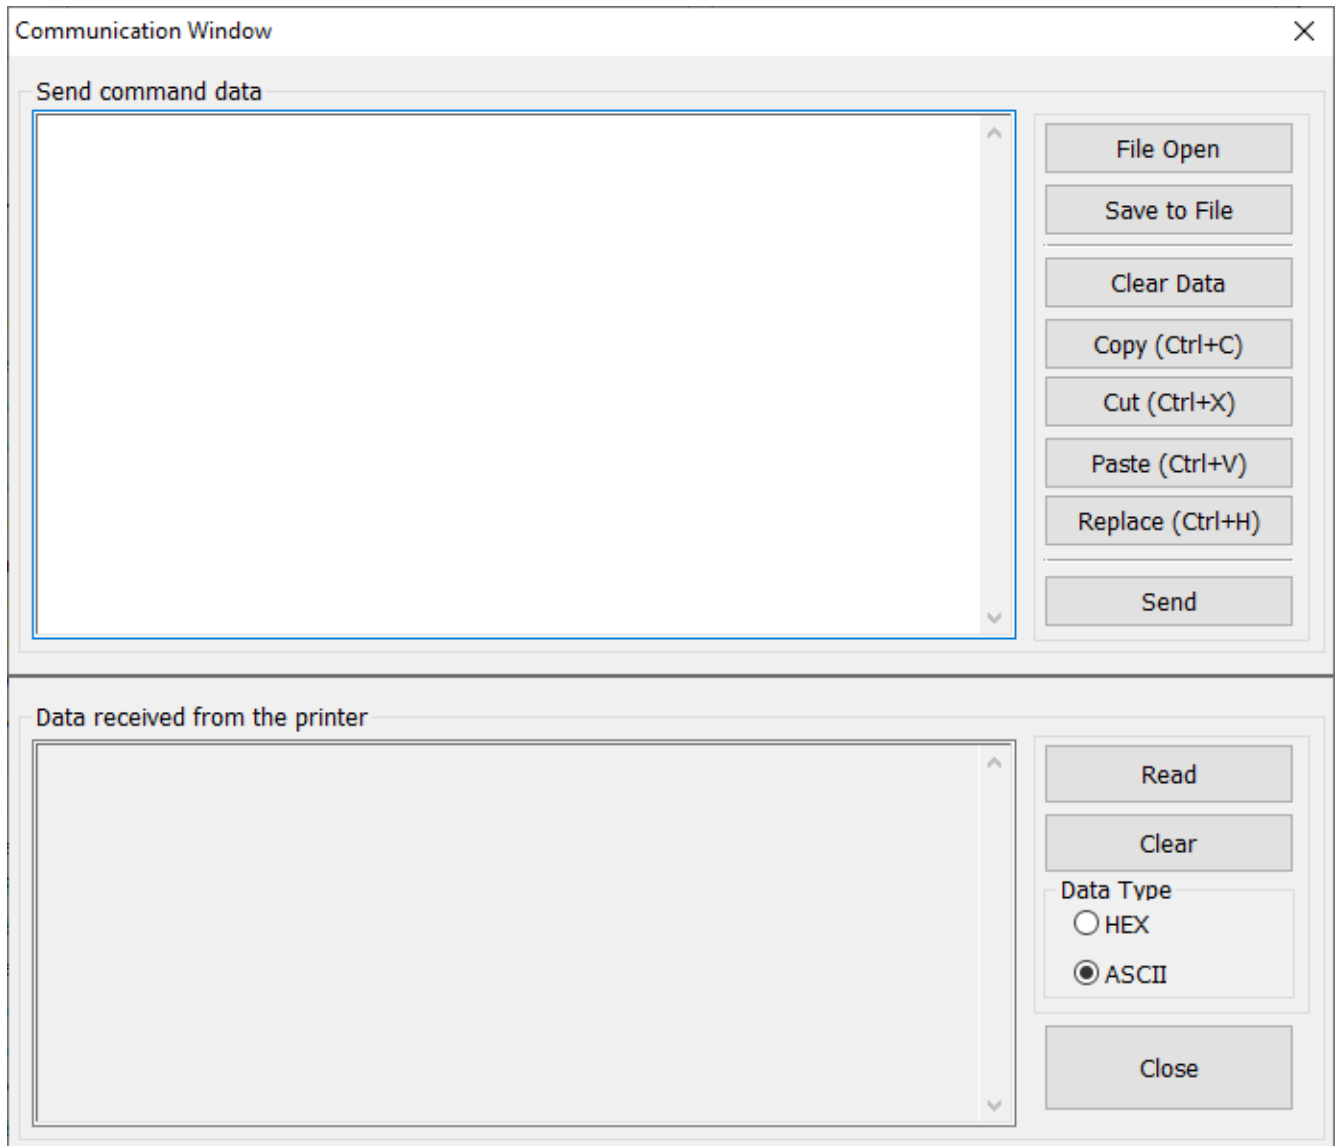 Communication Window
Send command data
File Open
Save to File
Clear Data
Copy (Ctrl+C)
Cut (Ctrl+X)
Paste (Ctrl+V)
Replace (Ctrl+H)
Send
Data received from the printer
Read
Clear
Data Type
HEX
ASCII
Close